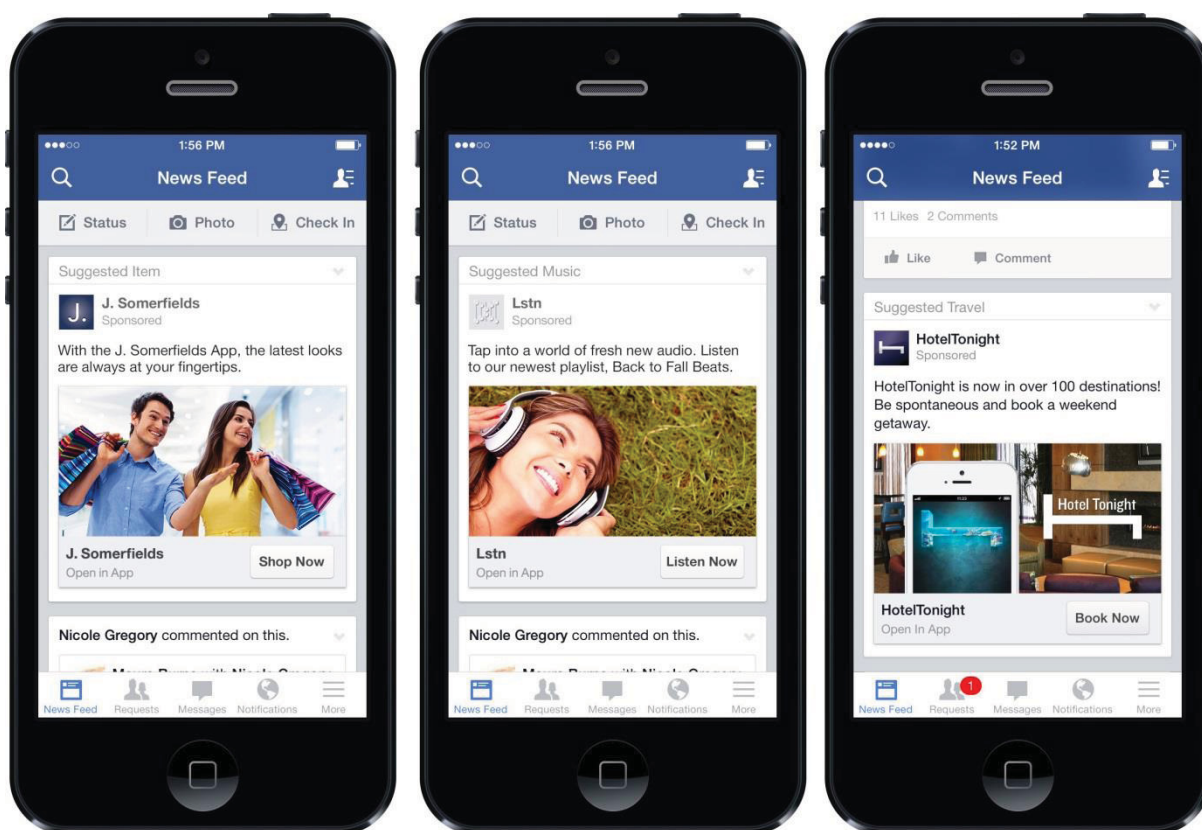 1:56 PM
News Feed
Status Photo Check In
Suggested Item
J.
J. Somerfields
Sponsored
With the J. Somerfields App, the latest looks
are always at your fingertips.
J. Somerfields
Open in App
Shop Now
Nicole Gregory commented on this.
News Feed Requests Messages Notifications More
1:56 PM
News Feed
Status Photo Check In
Suggested Music
Lstn
Sponsored
Tap into a world of fresh new audio. Listen
to our newest playlist, Back to Fall Beats.
Lstn
Open in App
Listen Now
Nicole Gregory commented on this.
News Feed Requests Messages Notifications More
1:52 PM
News Feed
11 Likes 2 Comments
Like Comment
Suggested Travel
HotelTonight
Sponsored
HotelTonight is now in over 100 destinations!
Be spontaneous and book a weekend
getaway.
Hotel Tonight
HotelTonight
Open In App
Book Now
1
News Feed Requests Messages Notifications More